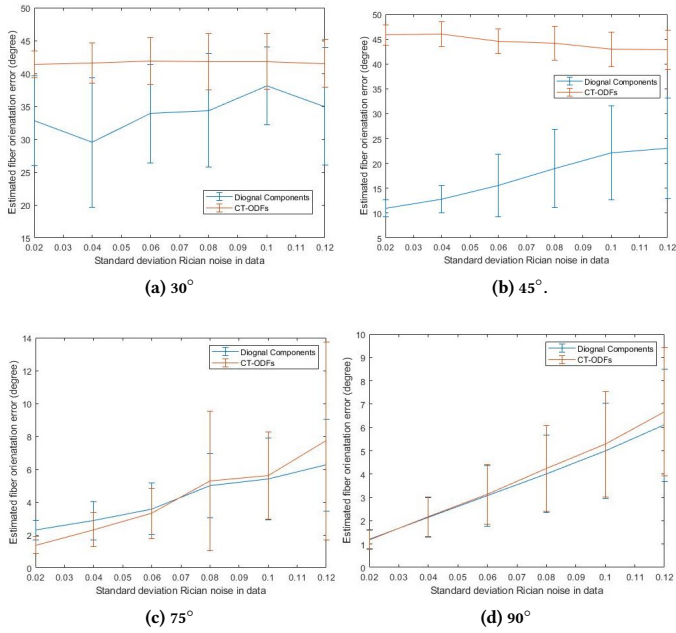 50
45
40
35
30
25
20
15
0.02 0.03 0.04 0.05 0.06 0.07 0.08 0.09 0.1 0.11 0.12
Estimated fiber orienatation error (degree)
Standard deviation Rician noise in data
Diognal Components
CT-ODFs
(a) 30°
50
45
40
35
30
25
20
15
10
5
0.02 0.03 0.04 0.05 0.06 0.07 0.08 0.09 0.1 0.11 0.12
Estimated fiber orienatation error (degree)
Standard deviation Rician noise in data
Diognal Components
CT-ODFs
(b) 45°.
14
12
10
8
6
4
2
0
0.02 0.03 0.04 0.05 0.06 0.07 0.08 0.09 0.1 0.11 0.12
Estimated fiber orienatation error (degree)
Standard deviation Rician noise in data
Diognal Components
CT-ODFs
(c) 75°
10
9
8
7
6
5
4
3
2
1
0
0.02 0.03 0.04 0.05 0.06 0.07 0.08 0.09 0.1 0.11 0.12
Estimated fiber orienatation error (degree)
Standard deviation Rician noise in data
Diognal Components
CT-ODFs
(d) 90°